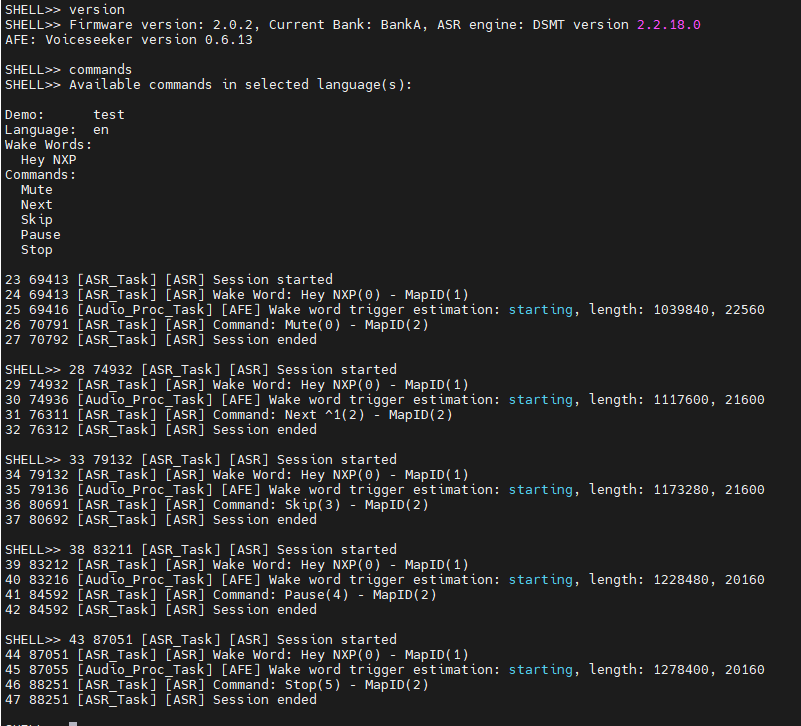 SHELL>> version
SHELL>> Firmware version: 2.0.2, Current Bank: BankA, ASR engine: DSMT version 2.2.18.0
AFE: Voiceseeker version 0.6.13
SHELL>> commands
SHELL>> Available commands in selected language(s):
Demo:      test
Language:  en
Wake Words:
  Hey NXP
Commands:
  Mute
  Next
  Skip
  Pause
  Stop
23 69413 [ASR_Task] [ASR] Session started
24 69413 [ASR_Task] [ASR] Wake Word: Hey NXP(0) - MapID(1)
25 69416 [Audio_Proc_Task] [AFE] Wake word trigger estimation: starting, length: 1039840, 22560
26 70791 [ASR_Task] [ASR] Command: Mute(0) - MapID(2)
27 70792 [ASR_Task] [ASR] Session ended
SHELL>> 28 74932 [ASR_Task] [ASR] Session started
29 74932 [ASR_Task] [ASR] Wake Word: Hey NXP(0) - MapID(1)
30 74936 [Audio_Proc_Task] [AFE] Wake word trigger estimation: starting, length: 1117600, 21600
31 76311 [ASR_Task] [ASR] Command: Next ^1(2) - MapID(2)
32 76312 [ASR_Task] [ASR] Session ended
SHELL>> 33 79132 [ASR_Task] [ASR] Session started
34 79132 [ASR_Task] [ASR] Wake Word: Hey NXP(0) - MapID(1)
35 79136 [Audio_Proc_Task] [AFE] Wake word trigger estimation: starting, length: 1173280, 21600
36 80691 [ASR_Task] [ASR] Command: Skip(3) - MapID(2)
37 80692 [ASR_Task] [ASR] Session ended
SHELL>> 38 83211 [ASR_Task] [ASR] Session started
39 83212 [ASR_Task] [ASR] Wake Word: Hey NXP(0) - MapID(1)
40 83216 [Audio_Proc_Task] [AFE] Wake word trigger estimation: starting, length: 1228480, 20160
41 84592 [ASR_Task] [ASR] Command: Pause(4) - MapID(2)
42 84592 [ASR_Task] [ASR] Session ended
SHELL>> 43 87051 [ASR_Task] [ASR] Session started
44 87051 [ASR_Task] [ASR] Wake Word: Hey NXP(0) - MapID(1)
45 87055 [Audio_Proc_Task] [AFE] Wake word trigger estimation: starting, length: 1278400, 20160
46 88251 [ASR_Task] [ASR] Command: Stop(5) - MapID(2)
47 88251 [ASR_Task] [ASR] Session ended